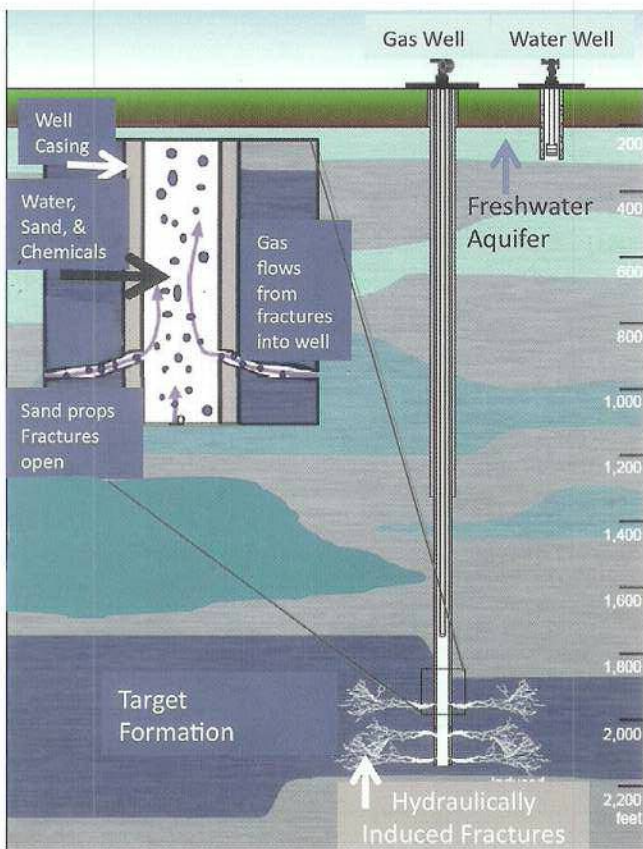 Gas Well
Water Well
Well
Casing
Water,
Sand, &
Chemicals
Gas
flows
from
fractures
into well
Sand props
Fractures
open
Freshwater
Aquifer
200
400
600
800
1,000
1,200
1,400
1,600
1,800
2,000
2,200
feet
Target
Formation
Induced
Hydraulically
Induced Fractures